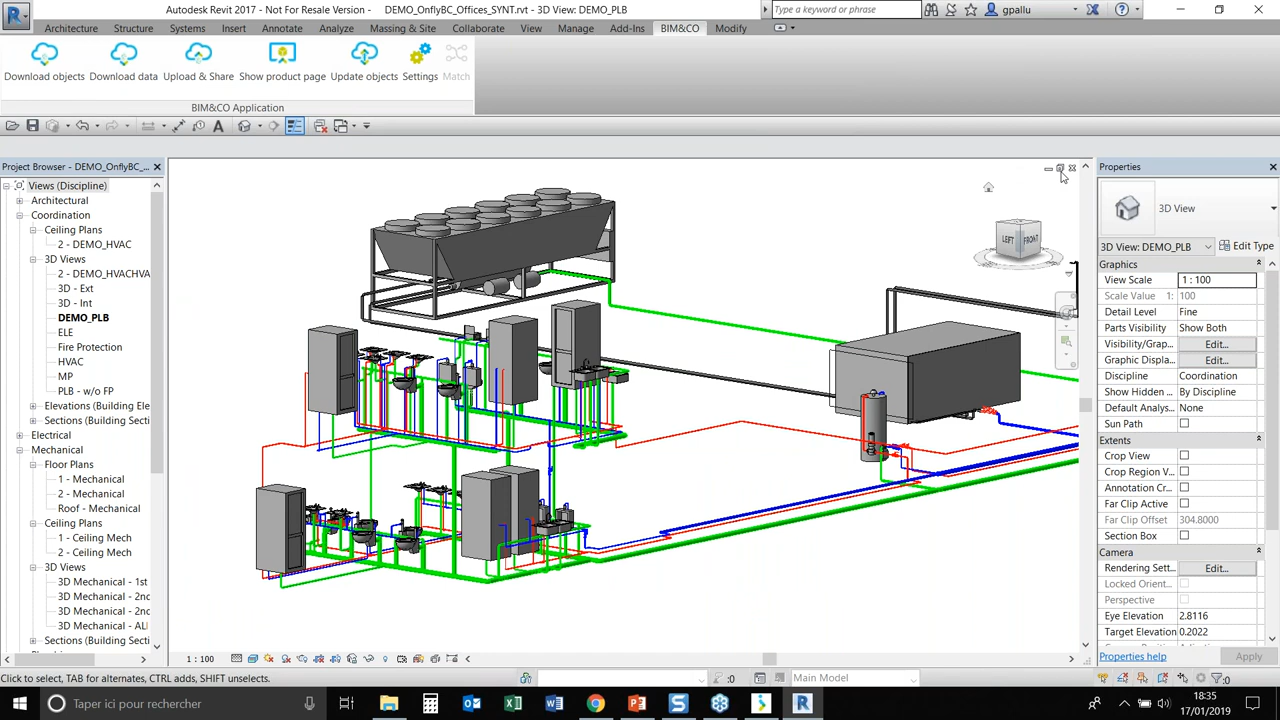 Autodesk Revit 2017 - Not For Resale Version - DEMO_OnflyBC_Offices_SYNT.rvt - 3D View: DEMO_PLB
Type a keyword or phrase
gpallu
Architecture Structure Systems Insert Annotate Analyze Massing & Site Collaborate View Manage Add-Ins BIM&CO Modify
Download objects Download data Upload & Share Show product page Update objects Settings Match
BIM&CO Application
Project Browser - DEMO_OnflyBC_...
Views (Discipline)
Architectural
Coordination
Ceiling Plans
2 - DEMO_HVAC
3D Views
2 - DEMO_HVACHVA
3D - Ext
3D - Int
DEMO_PLB
ELE
Fire Protection
HVAC
MP
PLB - w/o FP
Elevations (Building Ele
Sections (Building Secti
Electrical
Mechanical
Floor Plans
1 - Mechanical
2 - Mechanical
Roof - Mechanical
Ceiling Plans
1 - Ceiling Mech
2 - Ceiling Mech
3D Views
3D Mechanical - 1st
3D Mechanical - 2nc
3D Mechanical - 2nc
3D Mechanical - ALI
Sections (Building Secti
LEFT FRONT
Properties
3D View
3D View: DEMO_PLB Edit Type
Graphics
View Scale 1 : 100
Scale Value 1: 100
Detail Level Fine
Parts Visibility Show Both
Visibility/Grap... Edit...
Graphic Displa... Edit...
Discipline Coordination
Show Hidden ... By Discipline
Default Analys... None
Sun Path
Extents
Crop View
Crop Region V...
Annotation Cr...
Far Clip Active
Far Clip Offset 304.8000
Section Box
Camera
Rendering Sett... Edit...
Locked Orient...
Perspective
Eye Elevation 2.8116
Target Elevation 0.2022
Properties help Apply
1 : 100
Click to select, TAB for alternates, CTRL adds, SHIFT unselects.
:0
Main Model
:0
Taper ici pour rechercher
18:35
17/01/2019